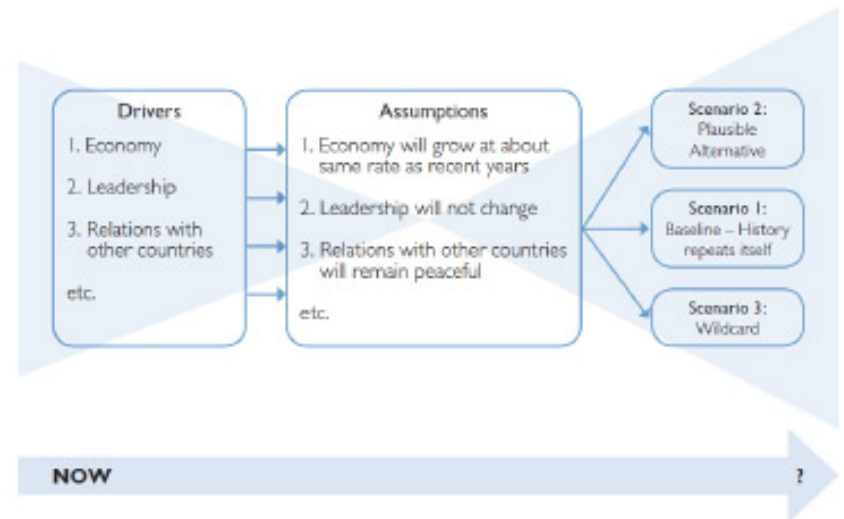 Drivers
1. Economy
2. Leadership
3. Relations with
other countries
etc.
Assumptions
1. Economy will grow at about
same rate as recent years
2. Leadership will not change
3. Relations with other countries
will remain peaceful
etc.
Scenario 2:
Plausible
Alternative
Scenario 1:
Baseline – History
repeats itself
Scenario 3:
Wildcard
NOW
?